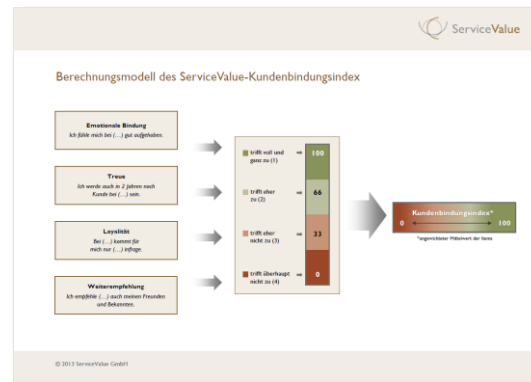 ServiceValue
Berechnungsmodell des ServiceValue-Kundenbindungsindex
Emotionale Bindung
Ich fühle mich bei (…) gut aufgehoben.
Treue
Ich werde auch in 2 Jahren noch
Kunde bei (…) sein.
Loyalität
Bei (…) kommt für
mich nur (…) infrage.
Weiterempfehlung
Ich empfehle (…) auch meinen Freunden
und Bekannten.
trifft voll und
ganz zu (1)
= 100
trifft eher
zu (2)
= 66
trifft eher
nicht zu (3)
= 33
trifft überhaupt
nicht zu (4)
= 0
Kundenbindungsindex*
0 100
*ungewichteter Mittelwert der Items
© 2013 ServiceValue GmbH